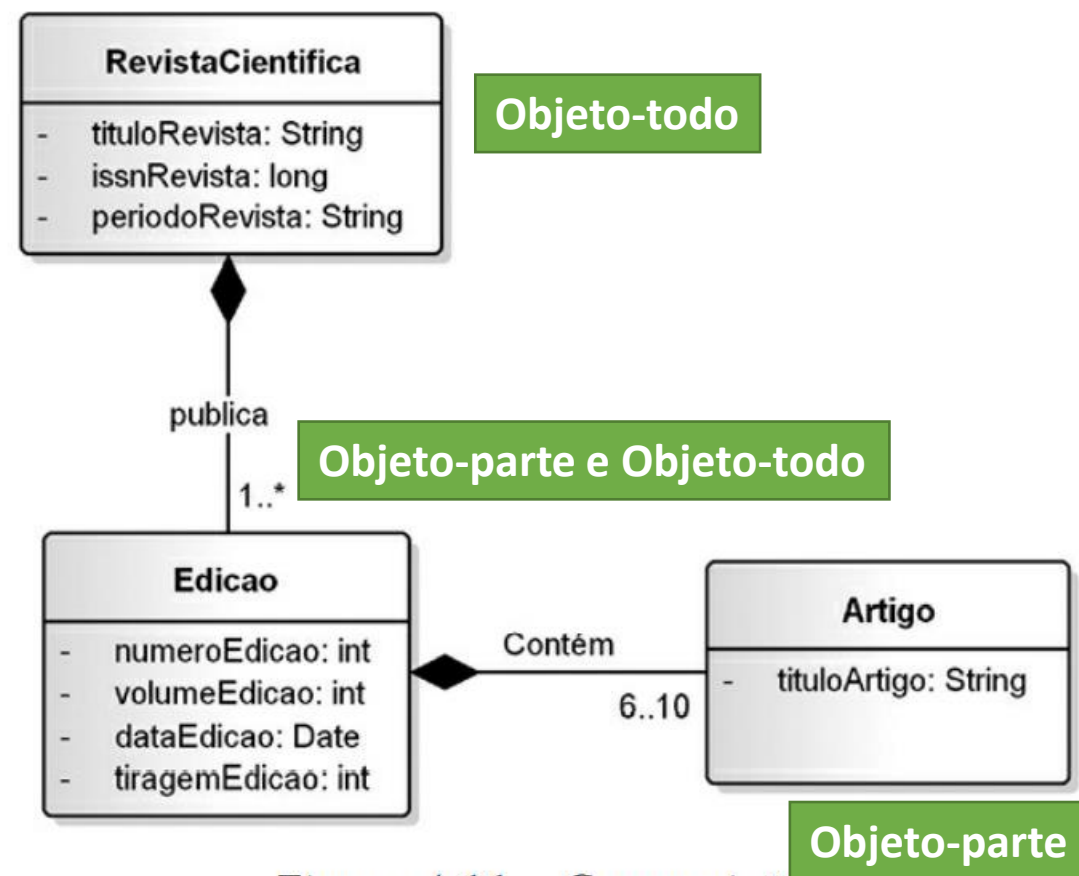 RevistaCientifica
- tituloRevista: String
- issnRevista: long
- periodoRevista: String
Objeto-todo
publica
Objeto-parte e Objeto-todo
1..*
Edicao
- numeroEdicao: int
- volumeEdicao: int
- dataEdicao: Date
- tiragemEdicao: int
Contém
6..10
Artigo
- tituloArtigo: String
Objeto-parte